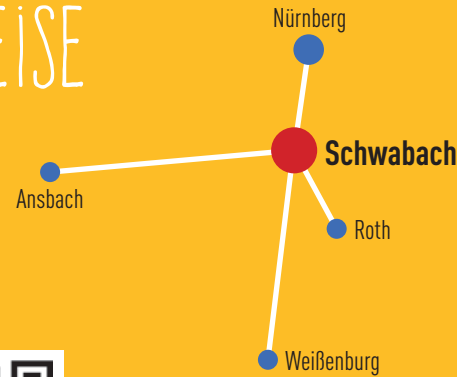 EiSE
Nürnberg
Schwabach
Ansbach
Roth
Weißenburg